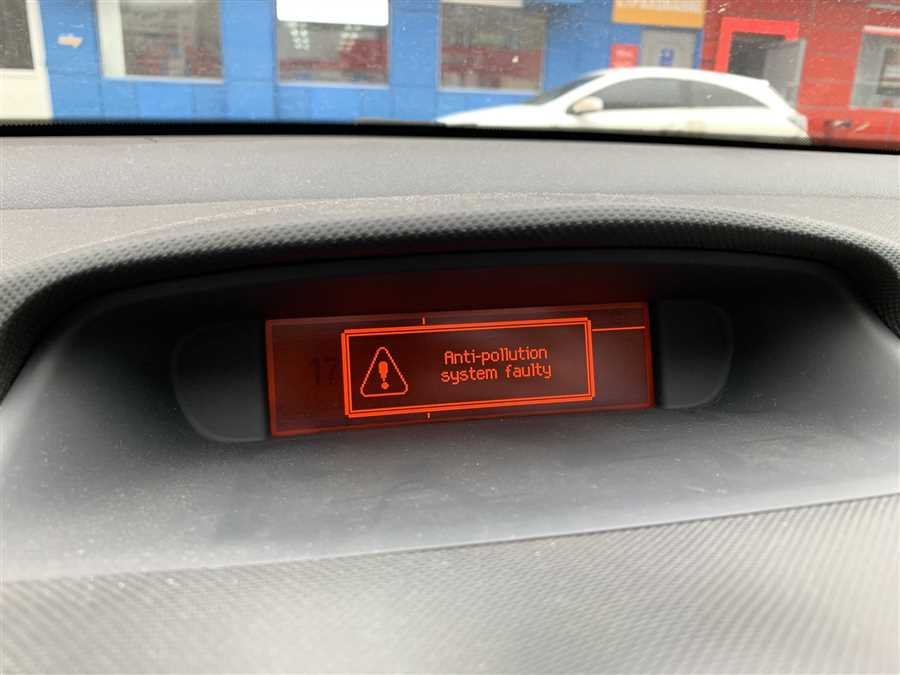 Anti-pollution
system faulty